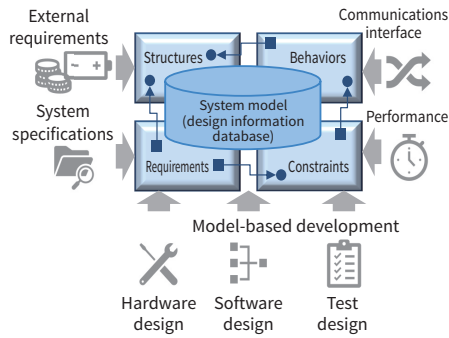 External
requirements
Communications
interface
Structures
Behaviors
System model
(design information
database)
System
specifications
Performance
Requirements
Constraints
Model-based development
Hardware
design
Software
design
Test
design